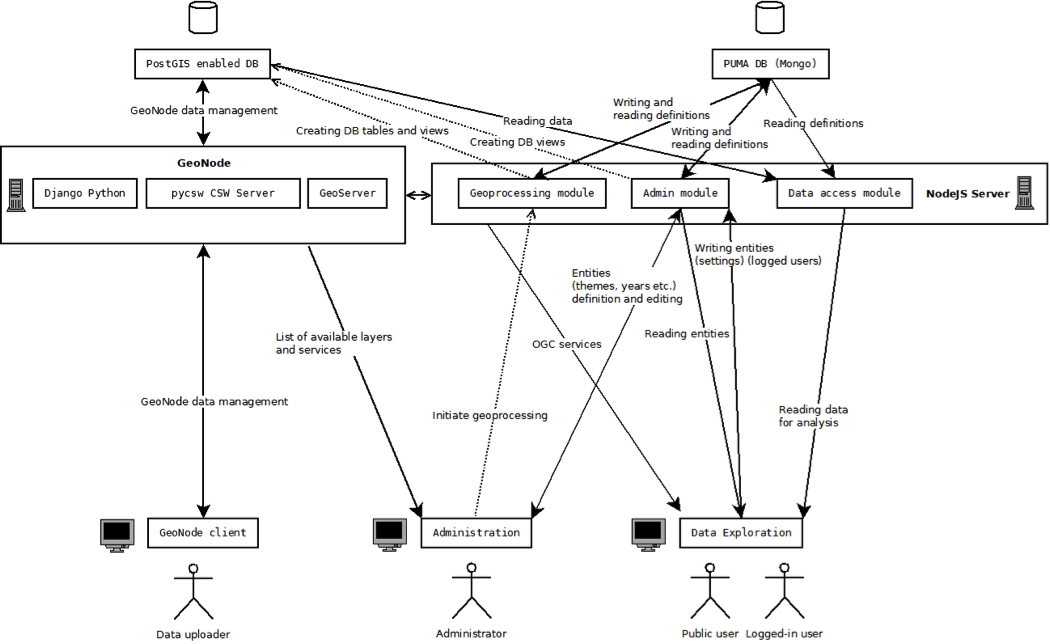 PostGIS enabled DB
PUMA DB (Mongo)
GeoNode data management
Writing and
reading definitions
Creating DB tables and views
Reading data
Writing and
reading definitions
Reading definitions
Creating DB views
GeoNode
Django Python
pycsw CSW Server
GeoServer
Geoprocessing module
Admin module
Data access module
NodeJS Server
Writing entities
(settings) (logged users)
Entities
(themes, years etc.)
definition and editing
List of available layers
and services
OGC services
Reading entities
GeoNode data management
Initiate geoprocessing
Reading data
for analysis
GeoNode client
Administration
Data Exploration
Data uploader
Administrator
Public user
Logged-in user